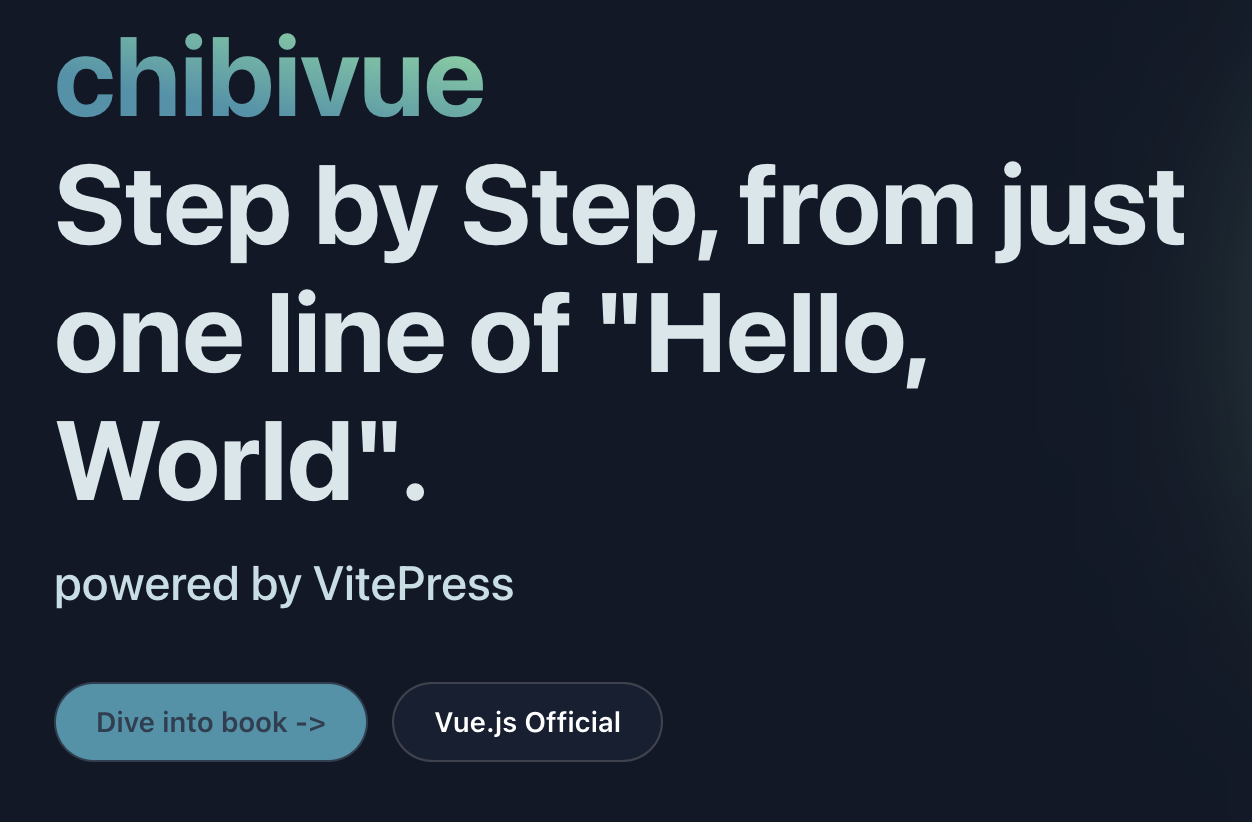 chibivue
Step by Step, from just
one line of "Hello,
World".
powered by VitePress
Dive into book ->
Vue.js Official